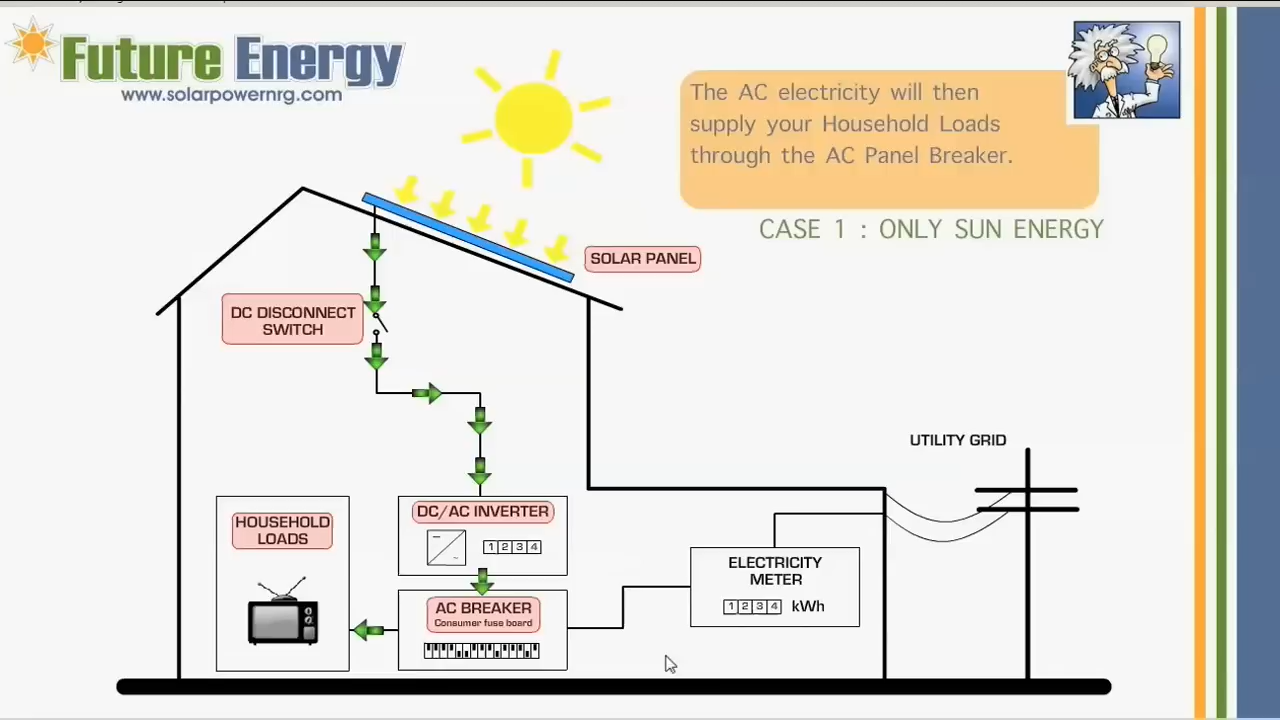 Future Energy
www.solarpowernrg.com
The AC electricity will then
supply your Household Loads
through the AC Panel Breaker.
CASE 1 : ONLY SUN ENERGY
SOLAR PANEL
DC DISCONNECT
SWITCH
UTILITY GRID
HOUSEHOLD
LOADS
DC/AC INVERTER
1 2 3 4
AC BREAKER
Consumer fuse board
ELECTRICITY
METER
1 2 3 4 kWh